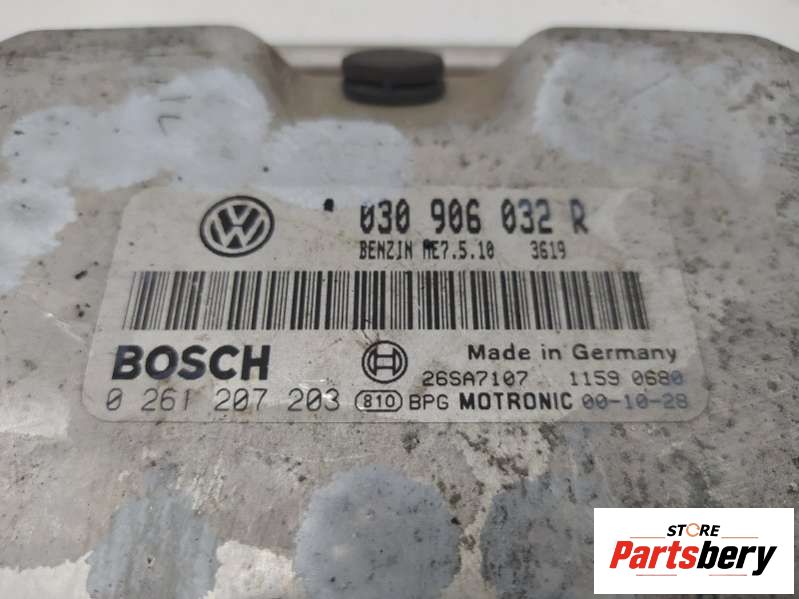 030 906 032 R
BENZIN ME7.5.10 3619
BOSCH
Made in Germany
26SA7107 1159 0680
0 261 207 203 810 BPG MOTRONIC 00-10-28
STORE
Partsbery